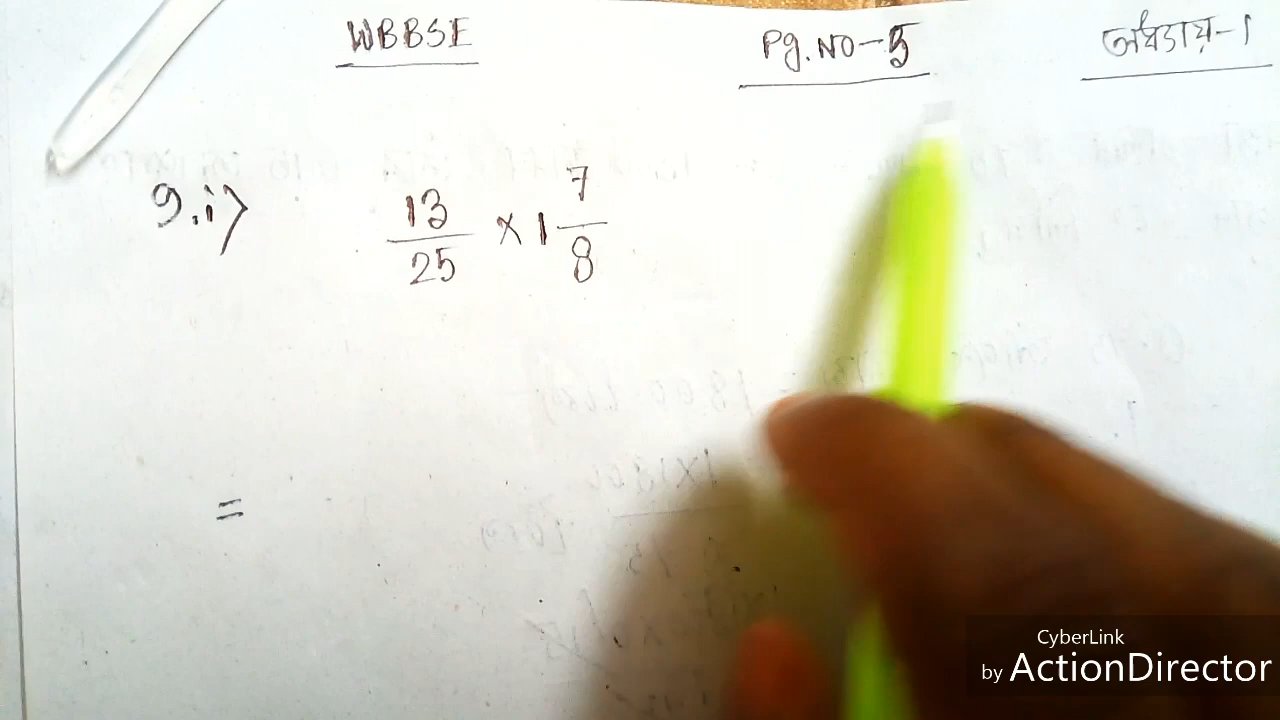 WBBSE Pg. NO-5 অধ্যায়-1
9.i) 13/25 × 1 7/8
=
CyberLink
by ActionDirector